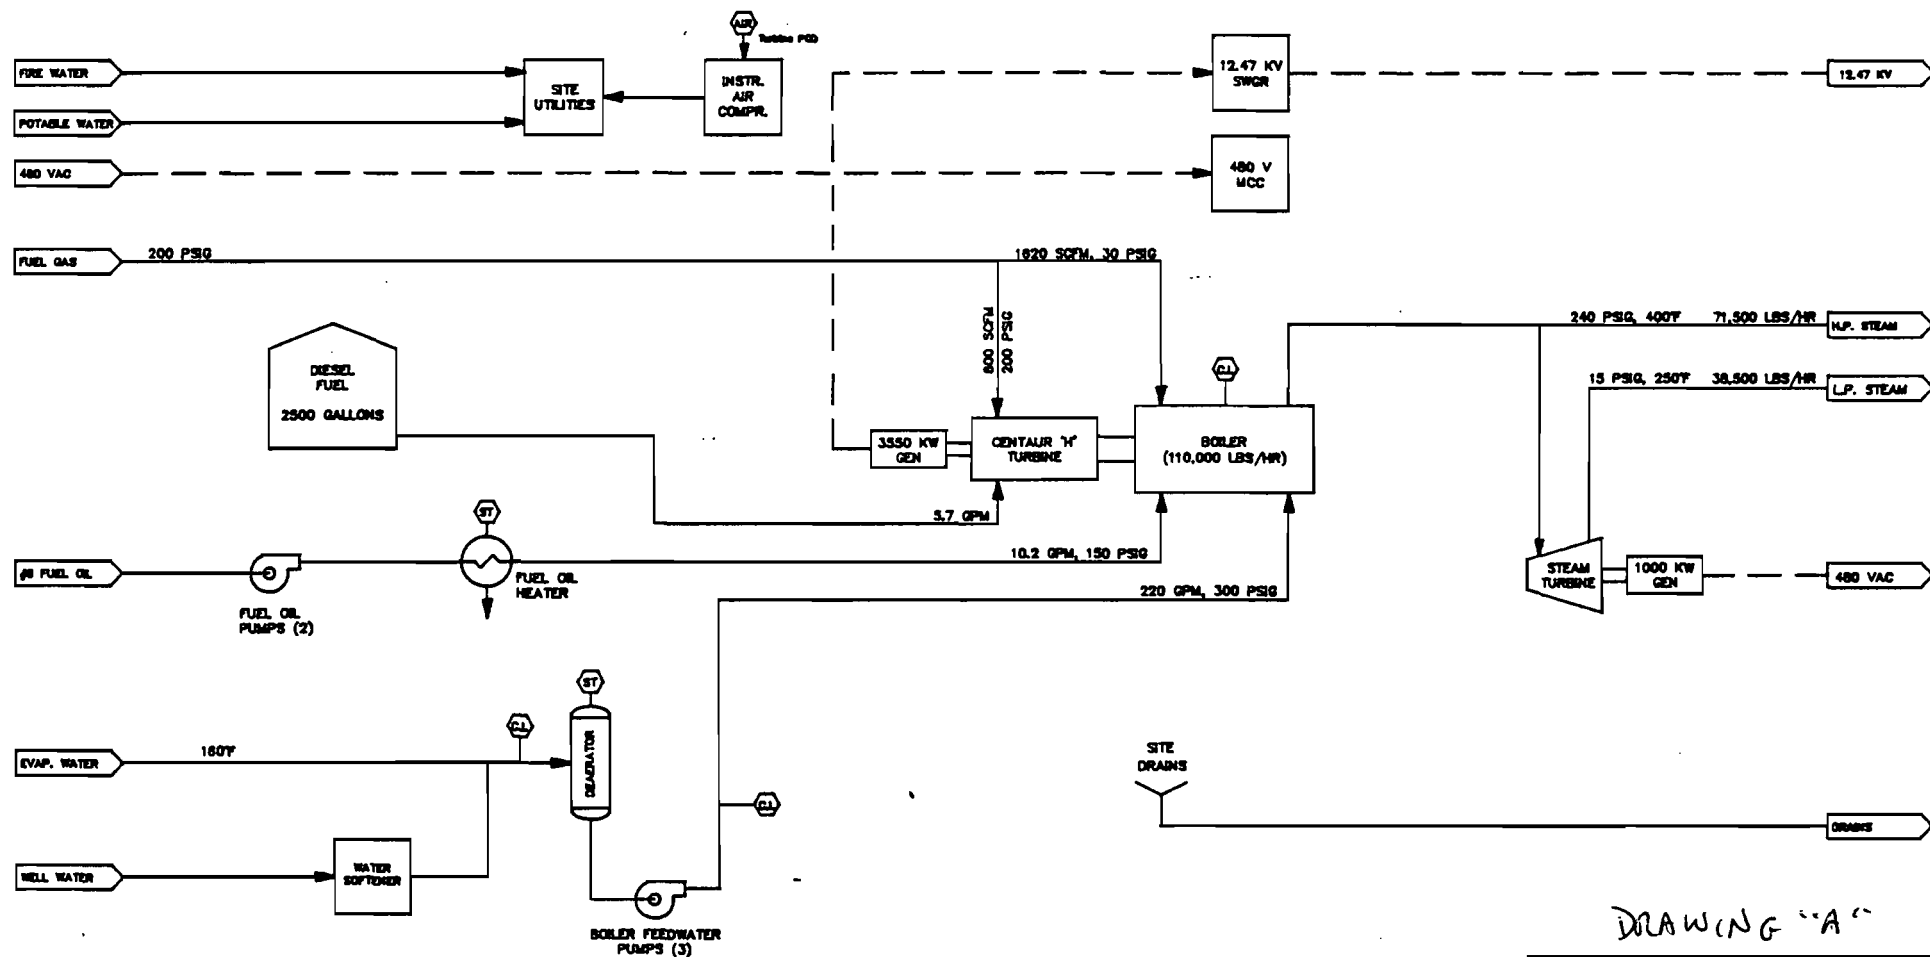 AIR
Turbine PCD
FIRE WATER
SITE
UTILITIES
INSTR.
AIR
COMPR.
12.47 KV
SWGR
12.47 KV
POTABLE WATER
480 VAC
480 V
MCC
FUEL GAS
200 PSIG
1620 SCFM, 30 PSIG
800 SCFM
200 PSIG
240 PSIG, 400°F 71,500 LBS/HR
H.P. STEAM
DIESEL
FUEL
2500 GALLONS
C.I.
15 PSIG, 250°F 38,500 LBS/HR
L.P. STEAM
3550 KW
GEN
CENTAUR "H"
TURBINE
BOILER
(110,000 LBS/HR)
5.7 GPM
ST
10.2 GPM, 150 PSIG
#6 FUEL OIL
FUEL OIL
HEATER
FUEL OIL
PUMPS (2)
220 GPM, 300 PSIG
STEAM
TURBINE
1000 KW
GEN
480 VAC
ST
C.I.
EVAP. WATER
160°F
DEAERATOR
C.I.
SITE
DRAINS
DRAINS
WELL WATER
WATER
SOFTENER
BOILER FEEDWATER
PUMPS (3)
DRAWING "A"